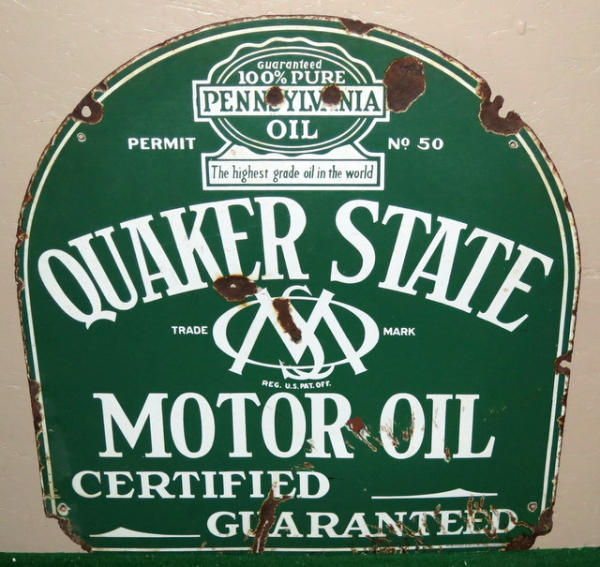 Guaranteed
100% PURE
PENNSYLVANIA
OIL
PERMIT Nº 50
The highest grade oil in the world
QUAKER STATE
TRADE MARK
REG. U.S. PAT. OFF.
MOTOR OIL
CERTIFIED
GUARANTEED